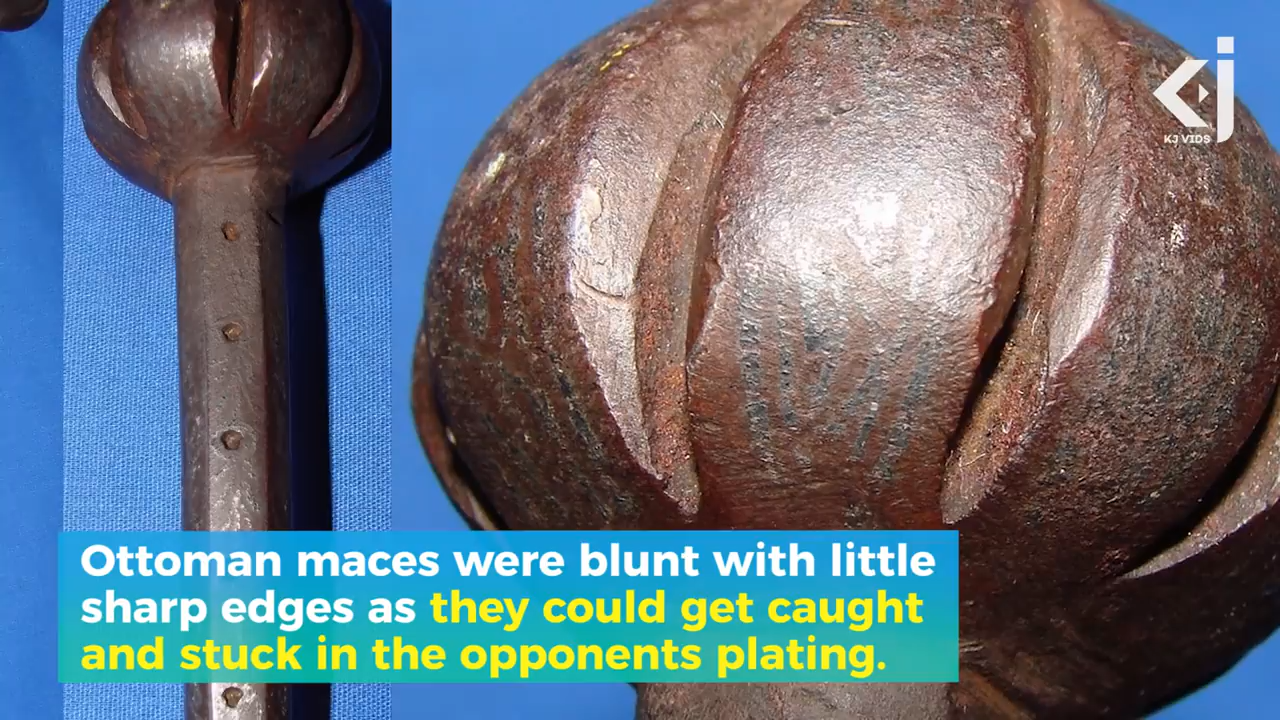 kj
KJ VIDS
Ottoman maces were blunt with little
sharp edges as they could get caught
and stuck in the opponents plating.